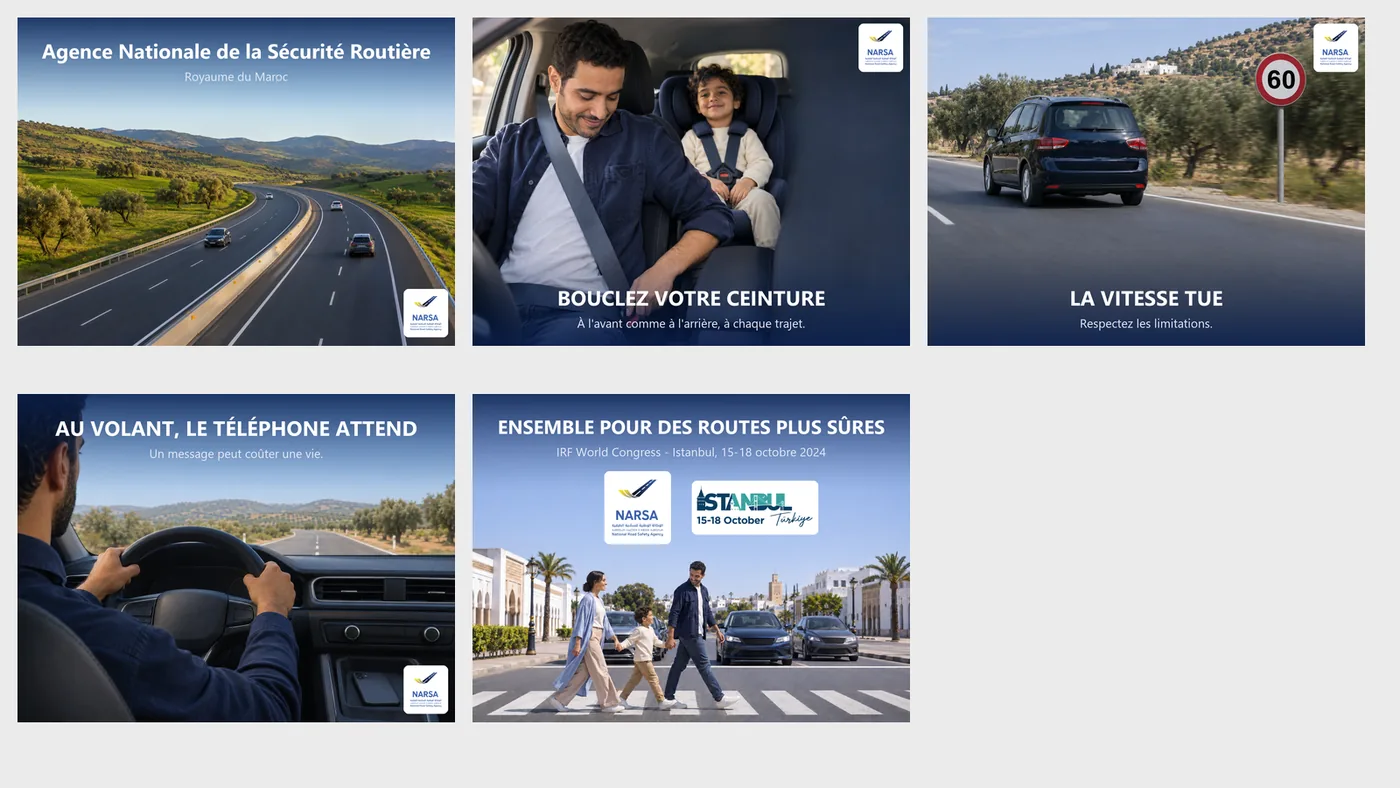 Agence Nationale de la Sécurité Routière
Royaume du Maroc
NARSA
NARSA
BOUCLEZ VOTRE CEINTURE
À l'avant comme à l'arrière, à chaque trajet.
NARSA
60
LA VITESSE TUE
Respectez les limitations.
AU VOLANT, LE TÉLÉPHONE ATTEND
Un message peut coûter une vie.
NARSA
ENSEMBLE POUR DES ROUTES PLUS SÛRES
IRF World Congress - Istanbul, 15-18 octobre 2024
NARSA
National Road Safety Agency
ISTANBUL
15-18 October Türkiye